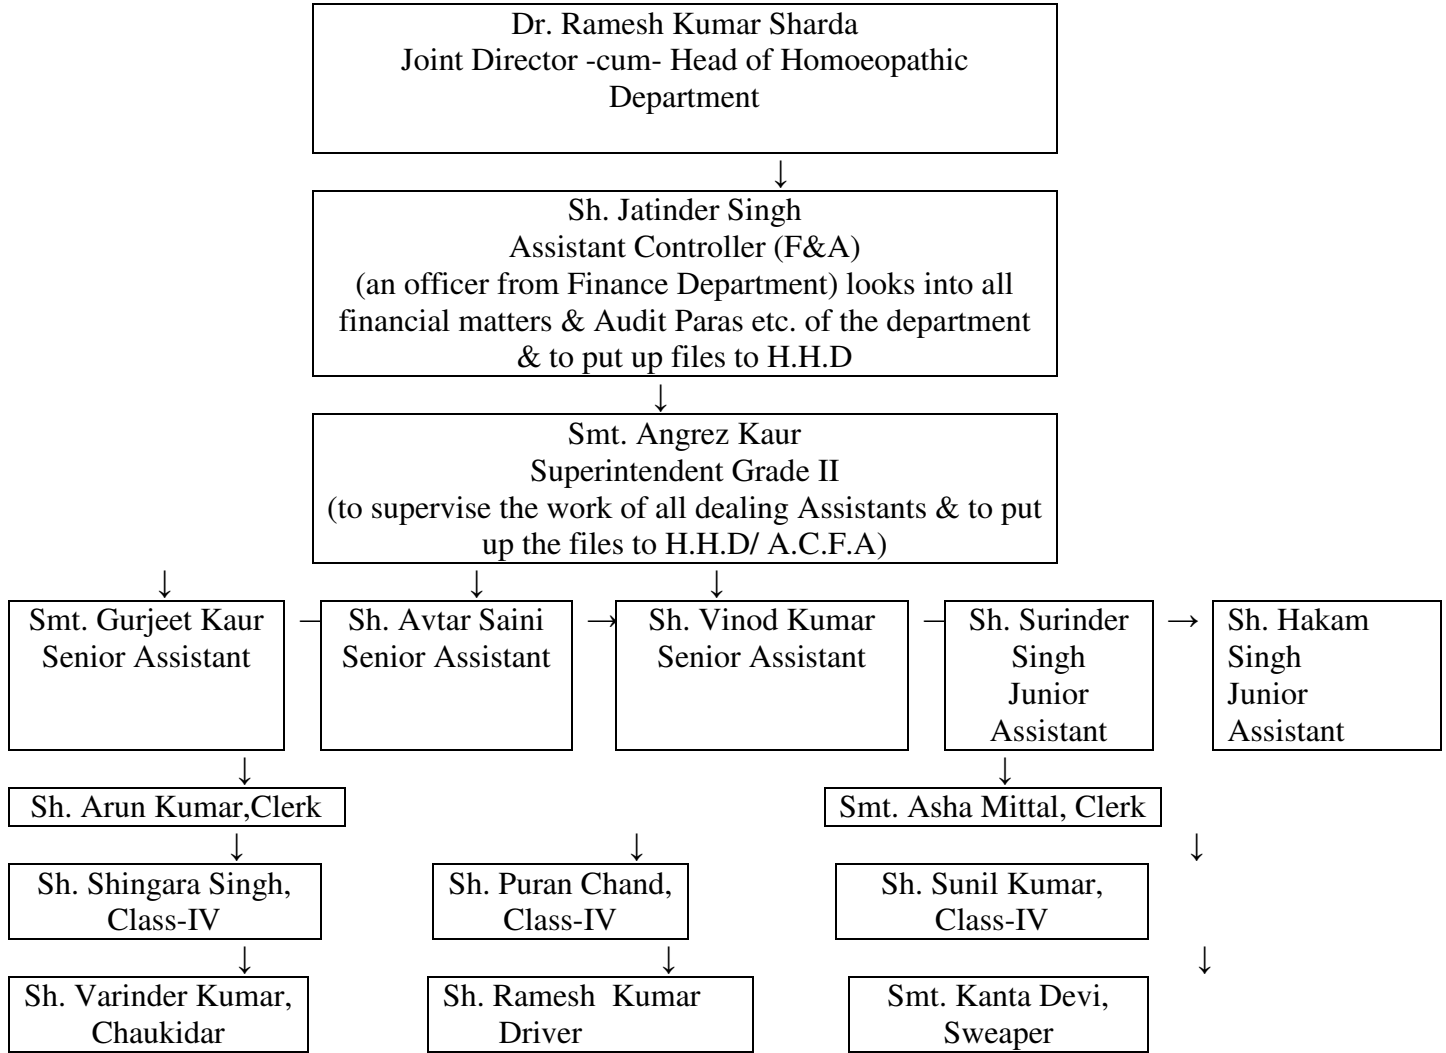 Dr. Ramesh Kumar Sharda
Joint Director -cum- Head of Homoeopathic
Department
↓
Sh. Jatinder Singh
Assistant Controller (F&A)
(an officer from Finance Department) looks into all
financial matters & Audit Paras etc. of the department
& to put up files to H.H.D
↓
Smt. Angrez Kaur
Superintendent Grade II
(to supervise the work of all dealing Assistants & to put
up the files to H.H.D/ A.C.F.A)
↓ ↓ ↓
Smt. Gurjeet Kaur
Senior Assistant
Sh. Avtar Saini
Senior Assistant
→
Sh. Vinod Kumar
Senior Assistant
Sh. Surinder
Singh
Junior
Assistant
→
Sh. Hakam
Singh
Junior
Assistant
↓ ↓
Sh. Arun Kumar,Clerk
Smt. Asha Mittal, Clerk
↓ ↓ ↓
Sh. Shingara Singh,
Class-IV
Sh. Puran Chand,
Class-IV
Sh. Sunil Kumar,
Class-IV
↓ ↓ ↓
Sh. Varinder Kumar,
Chaukidar
Sh. Ramesh Kumar
Driver
Smt. Kanta Devi,
Sweaper